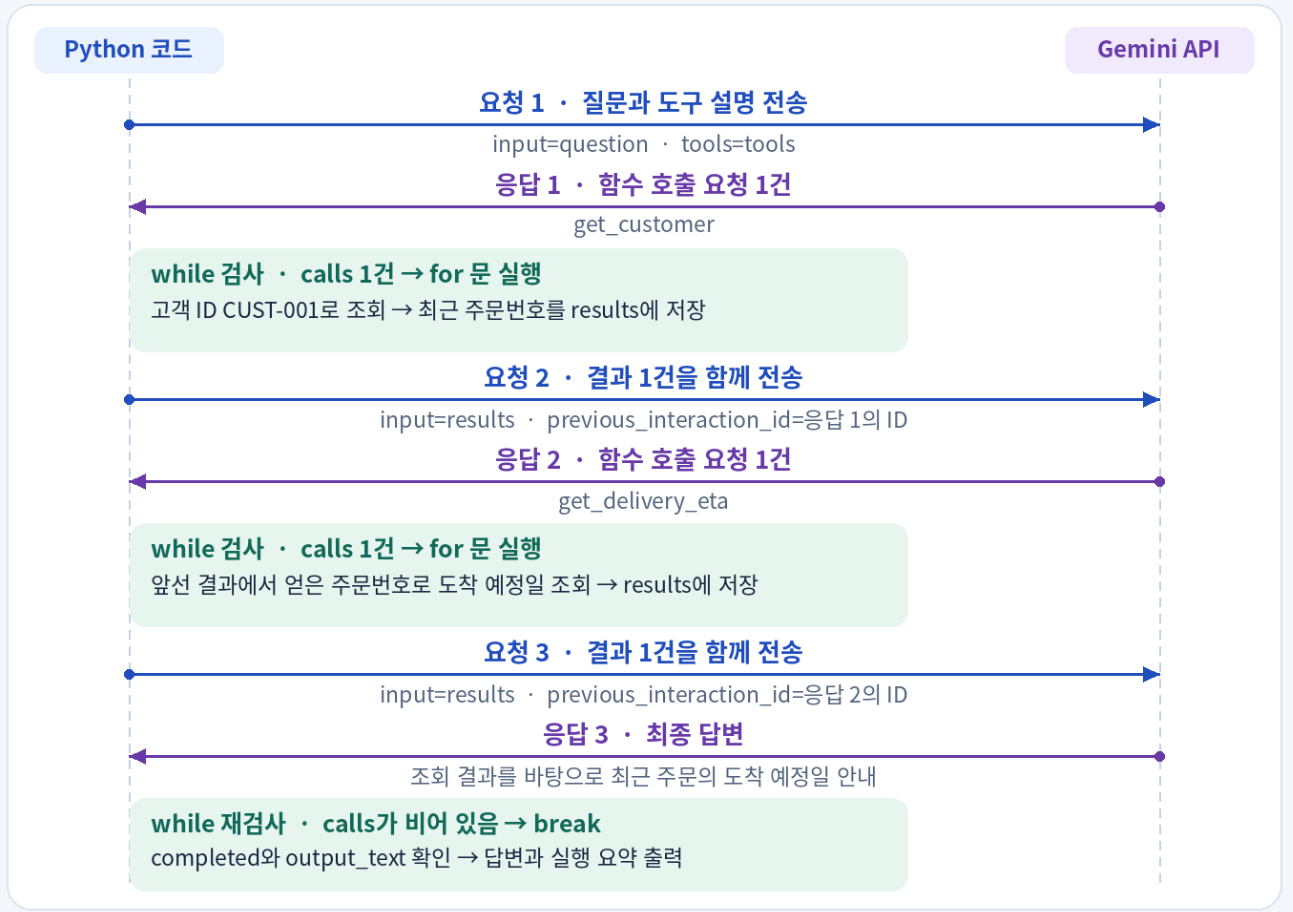 Python 코드
Gemini API
요청 1 · 질문과 도구 설명 전송
input=question · tools=tools
응답 1 · 함수 호출 요청 1건
get_customer
while 검사 · calls 1건 → for 문 실행
고객 ID CUST-001로 조회 → 최근 주문번호를 results에 저장
요청 2 · 결과 1건을 함께 전송
input=results · previous_interaction_id=응답 1의 ID
응답 2 · 함수 호출 요청 1건
get_delivery_eta
while 검사 · calls 1건 → for 문 실행
앞선 결과에서 얻은 주문번호로 도착 예정일 조회 → results에 저장
요청 3 · 결과 1건을 함께 전송
input=results · previous_interaction_id=응답 2의 ID
응답 3 · 최종 답변
조회 결과를 바탕으로 최근 주문의 도착 예정일 안내
while 재검사 · calls가 비어 있음 → break
completed와 output_text 확인 → 답변과 실행 요약 출력